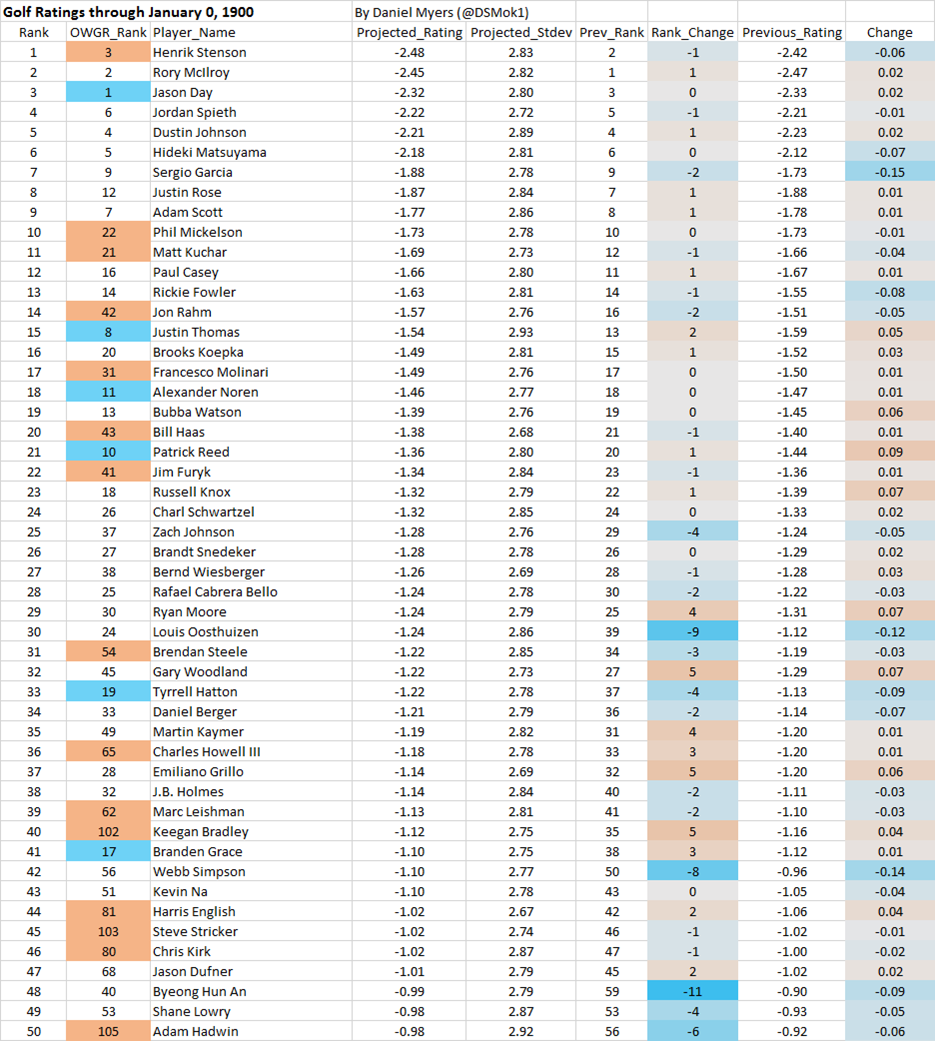 Golf Ratings through January 0, 1900 By Daniel Myers (@DSMok1)
Rank OWGR_Rank Player_Name Projected_Rating Projected_Stdev Prev_Rank Rank_Change Previous_Rating Change
1 3 Henrik Stenson -2.48 2.83 2 -1 -2.42 -0.06
2 2 Rory McIlroy -2.45 2.82 1 1 -2.47 0.02
3 1 Jason Day -2.32 2.80 3 0 -2.33 0.02
4 6 Jordan Spieth -2.22 2.72 5 -1 -2.21 -0.01
5 4 Dustin Johnson -2.21 2.89 4 1 -2.23 0.02
6 5 Hideki Matsuyama -2.18 2.81 6 0 -2.12 -0.07
7 9 Sergio Garcia -1.88 2.78 9 -2 -1.73 -0.15
8 12 Justin Rose -1.87 2.84 7 1 -1.88 0.01
9 7 Adam Scott -1.77 2.86 8 1 -1.78 0.01
10 22 Phil Mickelson -1.73 2.78 10 0 -1.73 -0.01
11 21 Matt Kuchar -1.69 2.73 12 -1 -1.66 -0.04
12 16 Paul Casey -1.66 2.80 11 1 -1.67 0.01
13 14 Rickie Fowler -1.63 2.81 14 -1 -1.55 -0.08
14 42 Jon Rahm -1.57 2.76 16 -2 -1.51 -0.05
15 8 Justin Thomas -1.54 2.93 13 2 -1.59 0.05
16 20 Brooks Koepka -1.49 2.81 15 1 -1.52 0.03
17 31 Francesco Molinari -1.49 2.76 17 0 -1.50 0.01
18 11 Alexander Noren -1.46 2.77 18 0 -1.47 0.01
19 13 Bubba Watson -1.39 2.76 19 0 -1.45 0.06
20 43 Bill Haas -1.38 2.68 21 -1 -1.40 0.01
21 10 Patrick Reed -1.36 2.80 20 1 -1.44 0.09
22 41 Jim Furyk -1.34 2.84 23 -1 -1.36 0.01
23 18 Russell Knox -1.32 2.79 22 1 -1.39 0.07
24 26 Charl Schwartzel -1.32 2.85 24 0 -1.33 0.02
25 37 Zach Johnson -1.28 2.76 29 -4 -1.24 -0.05
26 27 Brandt Snedeker -1.28 2.78 26 0 -1.29 0.02
27 38 Bernd Wiesberger -1.26 2.69 28 -1 -1.28 0.03
28 25 Rafael Cabrera Bello -1.24 2.78 30 -2 -1.22 -0.03
29 30 Ryan Moore -1.24 2.79 25 4 -1.31 0.07
30 24 Louis Oosthuizen -1.24 2.86 39 -9 -1.12 -0.12
31 54 Brendan Steele -1.22 2.85 34 -3 -1.19 -0.03
32 45 Gary Woodland -1.22 2.73 27 5 -1.29 0.07
33 19 Tyrrell Hatton -1.22 2.78 37 -4 -1.13 -0.09
34 33 Daniel Berger -1.21 2.79 36 -2 -1.14 -0.07
35 49 Martin Kaymer -1.19 2.82 31 4 -1.20 0.01
36 65 Charles Howell III -1.18 2.78 33 3 -1.20 0.01
37 28 Emiliano Grillo -1.14 2.69 32 5 -1.20 0.06
38 32 J.B. Holmes -1.14 2.84 40 -2 -1.11 -0.03
39 62 Marc Leishman -1.13 2.81 41 -2 -1.10 -0.03
40 102 Keegan Bradley -1.12 2.75 35 5 -1.16 0.04
41 17 Branden Grace -1.10 2.75 38 3 -1.12 0.01
42 56 Webb Simpson -1.10 2.77 50 -8 -0.96 -0.14
43 51 Kevin Na -1.10 2.78 43 0 -1.05 -0.04
44 81 Harris English -1.02 2.67 42 2 -1.06 0.04
45 103 Steve Stricker -1.02 2.74 46 -1 -1.02 -0.01
46 80 Chris Kirk -1.02 2.87 47 -1 -1.00 -0.02
47 68 Jason Dufner -1.01 2.79 45 2 -1.02 0.02
48 40 Byeong Hun An -0.99 2.79 59 -11 -0.90 -0.09
49 53 Shane Lowry -0.98 2.87 53 -4 -0.93 -0.05
50 105 Adam Hadwin -0.98 2.92 56 -6 -0.92 -0.06